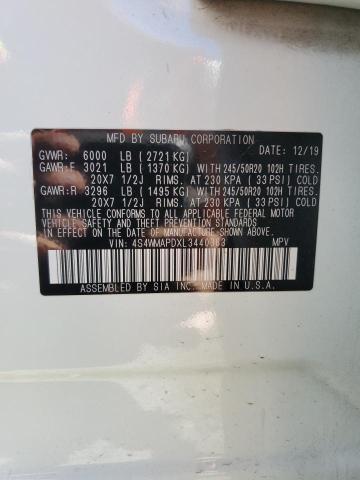 MFD BY SUBARU CORPORATION
GVWR: 6000 LB (2721KG) DATE: 12/19
GAWR:F 3021 LB (1370KG) WITH 245/50R20 102H TIRES.
20X7 1/2J RIMS. AT 230 KPA (33 PSI) COLD
GAWR:R 3296 LB (1495KG) WITH 245/50R20 102H TIRES.
20X7 1/2J RIMS. AT 230 KPA (33 PSI) COLD
THIS VEHICLE CONFORMS TO ALL APPLICABLE FEDERAL MOTOR
VEHICLE SAFETY AND THEFT PREVENTION STANDARDS IN
EFFECT ON THE DATE OF MANUFACTURE SHOWN ABOVE.
VIN: MPV
ASSEMBLED BY SIA INC. MADE IN U.S.A.